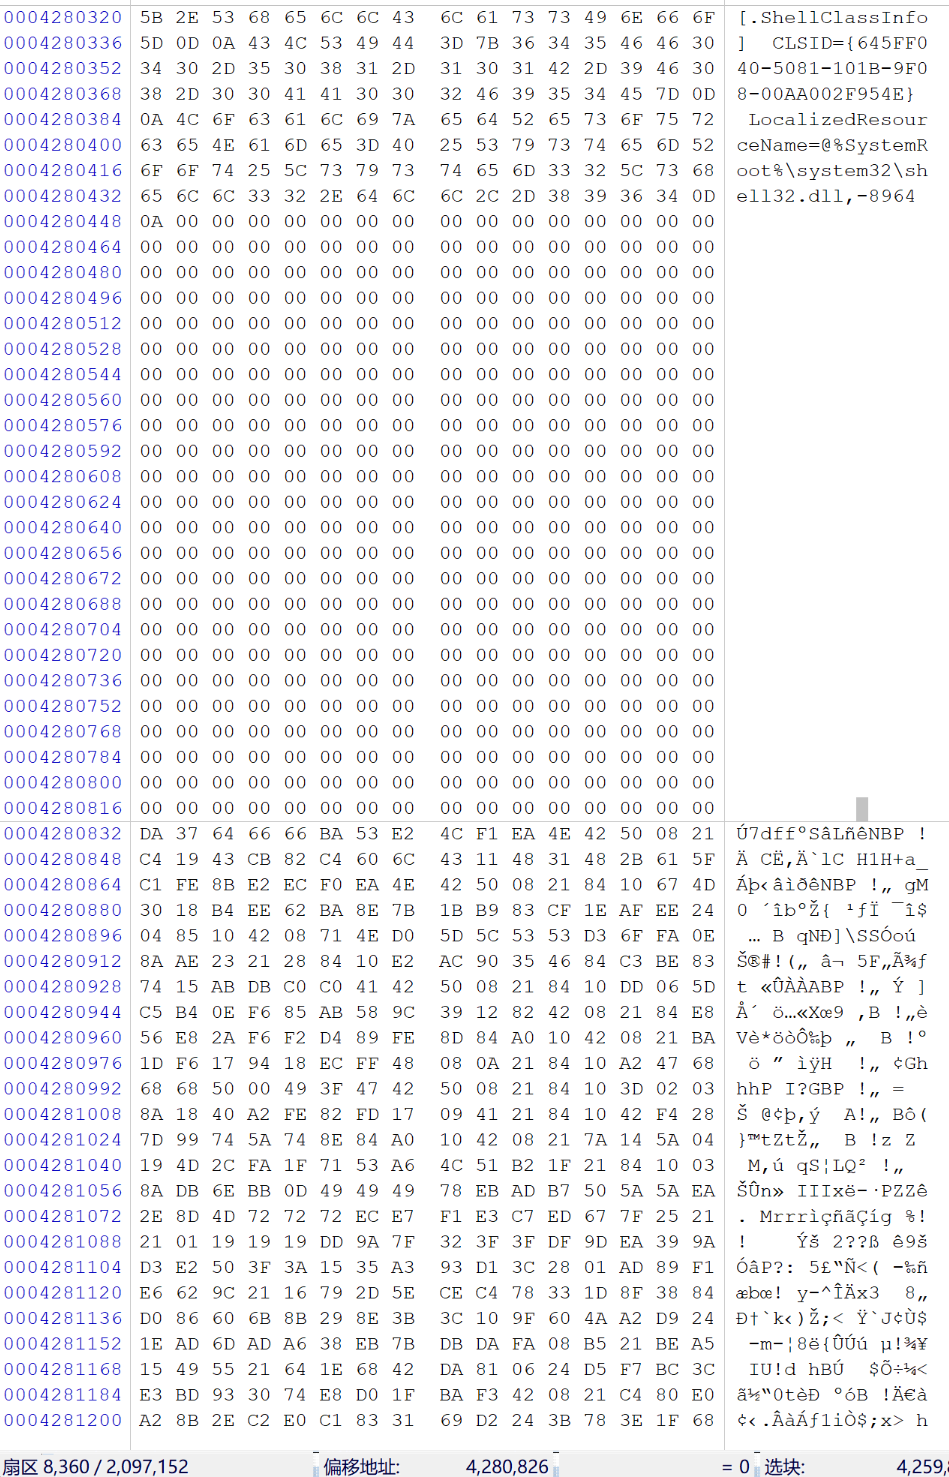 0004280320 5B 2E 53 68 65 6C 6C 43 6C 61 73 73 49 6E 66 6F [.ShellClassInfo
0004280336 5D 0D 0A 43 4C 53 49 44 3D 7B 36 34 35 46 46 30 ] CLSID={645FF0
0004280352 34 30 2D 35 30 38 31 2D 31 30 31 42 2D 39 46 30 40-5081-101B-9F0
0004280368 38 2D 30 30 41 41 30 30 32 46 39 35 34 45 7D 0D 8-00AA002F954E}
0004280384 0A 4C 6F 63 61 6C 69 7A 65 64 52 65 73 6F 75 72 LocalizedResour
0004280400 63 65 4E 61 6D 65 3D 40 25 53 79 73 74 65 6D 52 ceName=@%SystemR
0004280416 6F 6F 74 25 5C 73 79 73 74 65 6D 33 32 5C 73 68 oot%\system32\sh
0004280432 65 6C 6C 33 32 2E 64 6C 6C 2C 2D 38 39 36 34 0D ell32.dll,-8964
0004280448 0A 00 00 00 00 00 00 00 00 00 00 00 00 00 00 00
0004280464 00 00 00 00 00 00 00 00 00 00 00 00 00 00 00 00
0004280480 00 00 00 00 00 00 00 00 00 00 00 00 00 00 00 00
0004280496 00 00 00 00 00 00 00 00 00 00 00 00 00 00 00 00
0004280512 00 00 00 00 00 00 00 00 00 00 00 00 00 00 00 00
0004280528 00 00 00 00 00 00 00 00 00 00 00 00 00 00 00 00
0004280544 00 00 00 00 00 00 00 00 00 00 00 00 00 00 00 00
0004280560 00 00 00 00 00 00 00 00 00 00 00 00 00 00 00 00
0004280576 00 00 00 00 00 00 00 00 00 00 00 00 00 00 00 00
0004280592 00 00 00 00 00 00 00 00 00 00 00 00 00 00 00 00
0004280608 00 00 00 00 00 00 00 00 00 00 00 00 00 00 00 00
0004280624 00 00 00 00 00 00 00 00 00 00 00 00 00 00 00 00
0004280640 00 00 00 00 00 00 00 00 00 00 00 00 00 00 00 00
0004280656 00 00 00 00 00 00 00 00 00 00 00 00 00 00 00 00
0004280672 00 00 00 00 00 00 00 00 00 00 00 00 00 00 00 00
0004280688 00 00 00 00 00 00 00 00 00 00 00 00 00 00 00 00
0004280704 00 00 00 00 00 00 00 00 00 00 00 00 00 00 00 00
0004280720 00 00 00 00 00 00 00 00 00 00 00 00 00 00 00 00
0004280736 00 00 00 00 00 00 00 00 00 00 00 00 00 00 00 00
0004280752 00 00 00 00 00 00 00 00 00 00 00 00 00 00 00 00
0004280768 00 00 00 00 00 00 00 00 00 00 00 00 00 00 00 00
0004280784 00 00 00 00 00 00 00 00 00 00 00 00 00 00 00 00
0004280800 00 00 00 00 00 00 00 00 00 00 00 00 00 00 00 00
0004280816 00 00 00 00 00 00 00 00 00 00 00 00 00 00 00 00
0004280832 DA 37 64 66 66 BA 53 E2 4C F1 EA 4E 42 50 08 21 Ú7dffºSâLñêNBP !
0004280848 C4 19 43 CB 82 C4 60 6C 43 11 48 31 48 2B 61 5F Ä CË‚Ä`lC H1H+a_
0004280864 C1 FE 8B E2 EC F0 EA 4E 42 50 08 21 84 10 67 4D Áþ‹âìðêNBP !„ gM
0004280880 30 18 B4 EE 62 BA 8E 7B 1B B9 83 CF 1E AF EE 24 0 ´îbºŽ{ ¹ƒÏ ¯î$
0004280896 04 85 10 42 08 71 4E D0 5D 5C 53 53 D3 6F FA 0E … B qNÐ]\SSÓoú
0004280912 8A AE 23 21 28 84 10 E2 AC 90 35 46 84 C3 BE 83 Š®#!(„ â¬ 5F„Ã¾ƒ
0004280928 74 15 AB DB C0 C0 41 42 50 08 21 84 10 DD 06 5D t «ÛÀÀABP !„ Ý ]
0004280944 C5 B4 0E F6 85 AB 58 9C 39 12 82 42 08 21 84 E8 Å´ ö…«Xœ9 ‚B !„è
0004280960 56 E8 2A F6 F2 D4 89 FE 8D 84 A0 10 42 08 21 BA Vè*öòÔ‰þ „ B !º
0004280976 1D F6 17 94 18 EC FF 48 08 0A 21 84 10 A2 47 68 ö ” ìÿH !„ ¢Gh
0004280992 68 68 50 00 49 3F 47 42 50 08 21 84 10 3D 02 03 hhP I?GBP !„ =
0004281008 8A 18 40 A2 FE 82 FD 17 09 41 21 84 10 42 F4 28 Š @¢þ‚ý A!„ Bô(
0004281024 7D 99 74 5A 74 8E 84 A0 10 42 08 21 7A 14 5A 04 }™tZtŽ„ B !z Z
0004281040 19 4D 2C FA 1F 71 53 A6 4C 51 B2 1F 21 84 10 03 M,ú qS¦LQ² !„
0004281056 8A DB 6E BB 0D 49 49 49 78 EB AD B7 50 5A 5A EA ŠÛn» IIIxë-·PZZê
0004281072 2E 8D 4D 72 72 72 EC E7 F1 E3 C7 ED 67 7F 25 21 . MrrrìçñãÇíg %!
0004281088 21 01 19 19 19 DD 9A 7F 32 3F 3F DF 9D EA 39 9A ! Ýš 2??ß ê9š
0004281104 D3 E2 50 3F 3A 15 35 A3 93 D1 3C 28 01 AD 89 F1 ÓâP?: 5£“Ñ<( -‰ñ
0004281120 E6 62 9C 21 16 79 2D 5E CE C4 78 33 1D 8F 38 84 æbœ! y-^ÎÄx3 8„
0004281136 D0 86 60 6B 8B 29 8E 3B 3C 10 9F 60 4A A2 D9 24 Ð†`k‹)Ž;< Ÿ`J¢Ù$
0004281152 1E AD 6D AD A6 38 EB 7B DB DA FA 08 B5 21 BE A5 -m-¦8ë{ÛÚú µ!¾¥
0004281168 15 49 55 21 64 1E 68 42 DA 81 06 24 D5 F7 BC 3C IU!d hBÚ $Õ÷¼<
0004281184 E3 BD 93 30 74 E8 D0 1F BA F3 42 08 21 C4 80 E0 ã½“0tèÐ ºóB !Ä€à
0004281200 A2 8B 2E C2 E0 C1 83 31 69 D2 24 3B 78 3E 1F 68 ¢‹.ÂàÁƒ1iÒ$;x> h
扇区 8,360 / 2,097,152 偏移地址: 4,280,826 = 0 选块: 4,259,